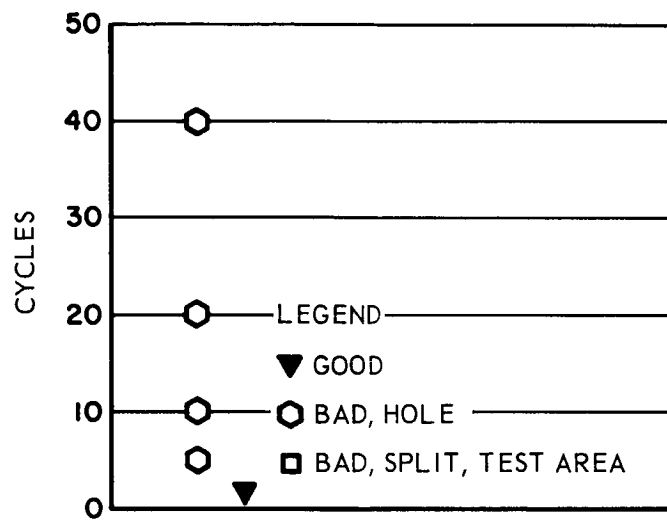 50
40
30
CYCLES
20
LEGEND
GOOD
10
BAD, HOLE
BAD, SPLIT, TEST AREA
0